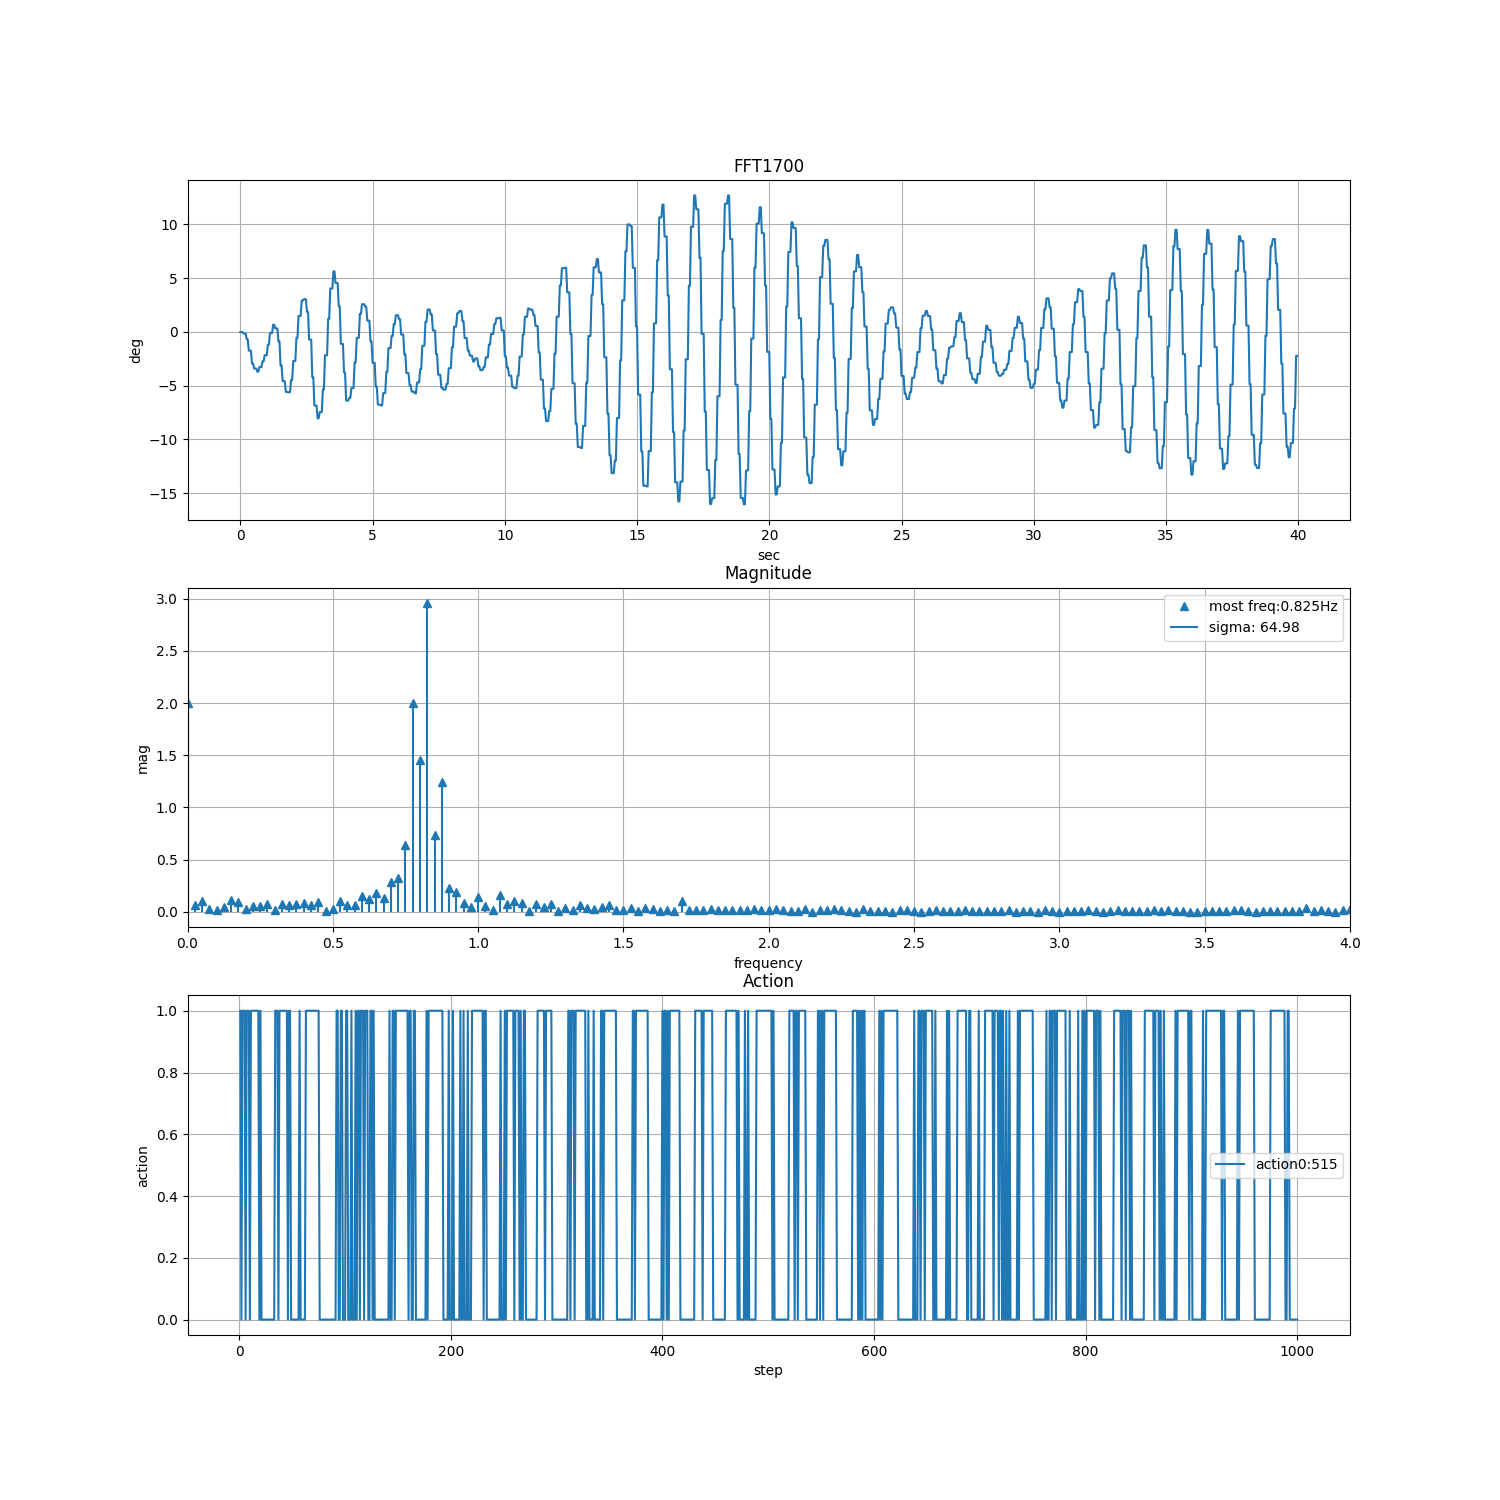 FFT1700
10
5
0
−5
−10
−15
deg
0 5 10 15 20 25 30 35 40
sec
Magnitude
3.0
2.5
2.0
1.5
1.0
0.5
0.0
mag
most freq:0.825Hz
sigma: 64.98
0.0 0.5 1.0 1.5 2.0 2.5 3.0 3.5 4.0
frequency
Action
1.0
0.8
0.6
0.4
0.2
0.0
action
action0:515
0 200 400 600 800 1000
step